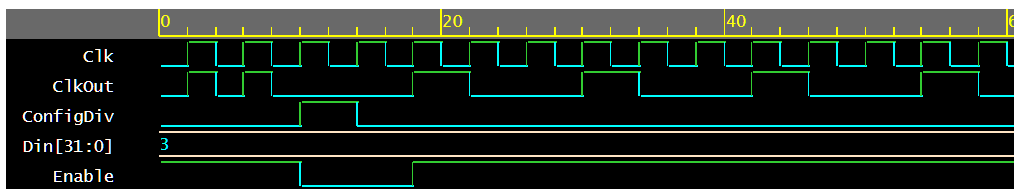 0 20 40 6
Clk
ClkOut
ConfigDiv
Din[31:0] 3
Enable